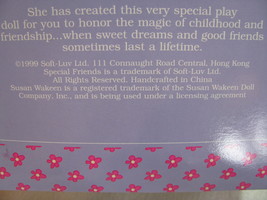 She has created this very special play
doll for you to honor the magic of childhood and
friendship...when sweet dreams and good friends
sometimes last a lifetime.
©1999 Soft-Luv Ltd. 111 Connaught Road Central, Hong Kong
Special Friends is a trademark of Soft-Luv Ltd.
All Rights Reserved. Handcrafted in China
Susan Wakeen is a registered trademark of the Susan Wakeen Doll
Company, Inc., and is being used under a licensing agreement